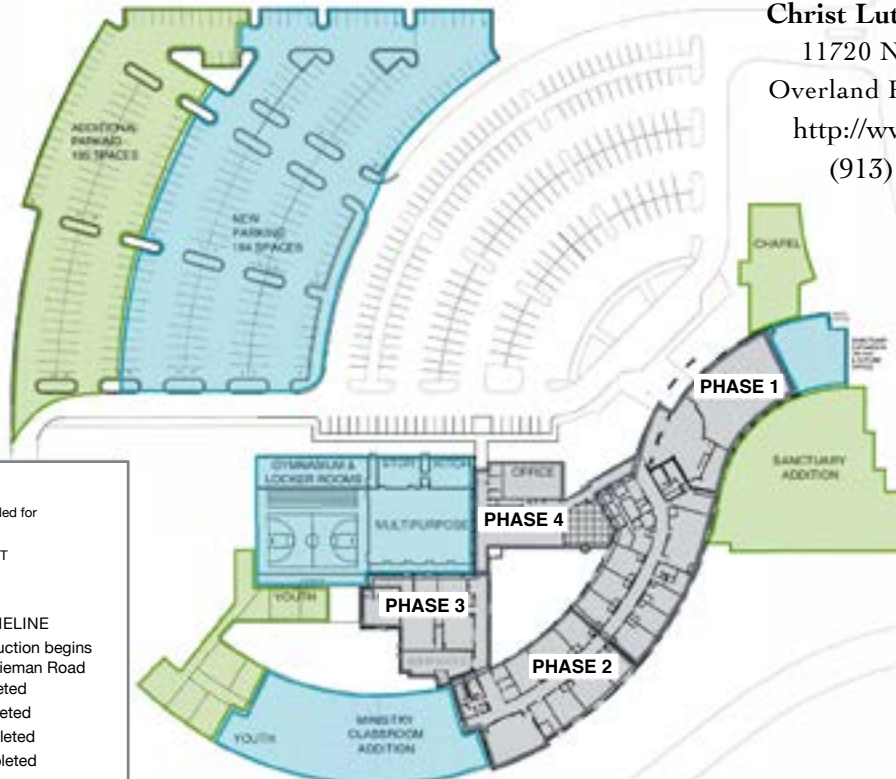 Christ Lut
11720 N
Overland P
http://ww
(913)
ADDITIONAL
PARKING
185 SPACES
NEW
PARKING
184 SPACES
CHAPEL
PHASE 1
SANCTUARY
ADDITION
GYMNASIUM &
LOCKER ROOMS
MULTIPURPOSE
OFFICE
PHASE 4
YOUTH
PHASE 3
PHASE 2
YOUTH
MINISTRY
CLASSROOM
ADDITION
ded for
T
ELINE
uction begins
ieman Road
eted
eted
leted
pleted